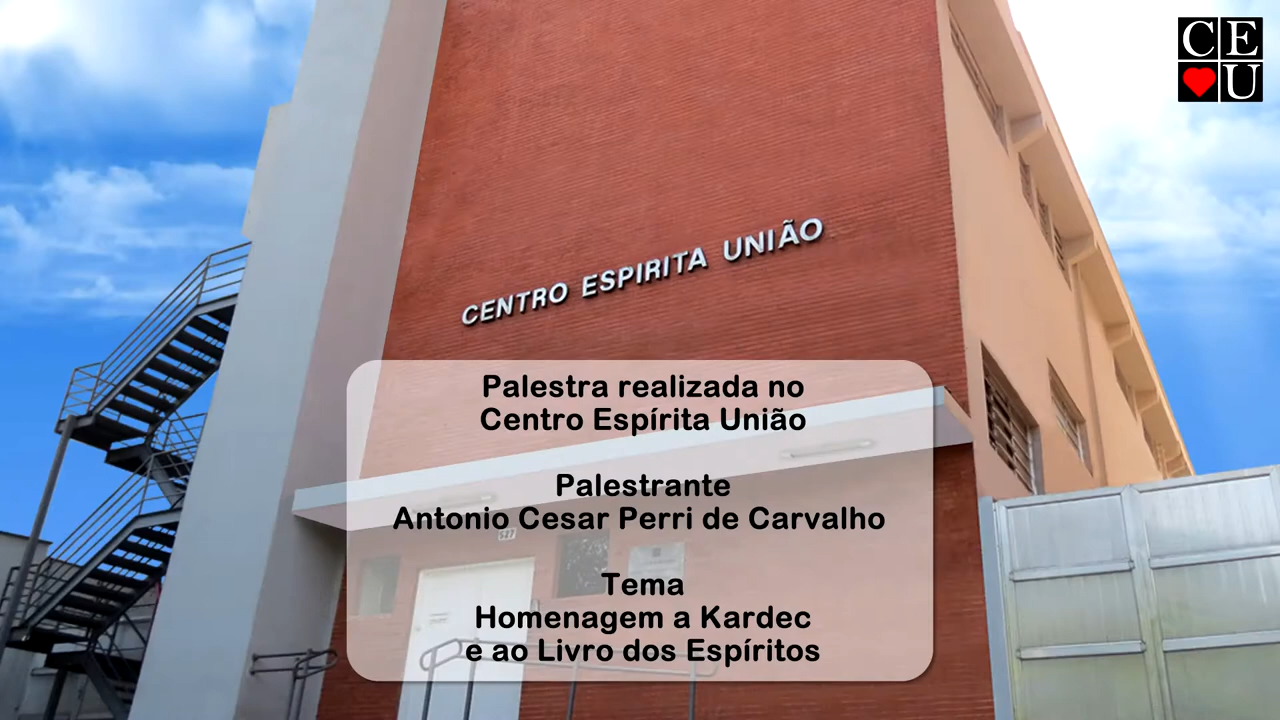 CE
U
CENTRO ESPIRITA UNIÃO
Palestra realizada no
Centro Espírita União
Palestrante
Antonio Cesar Perri de Carvalho
527
Tema
Homenagem a Kardec
e ao Livro dos Espíritos